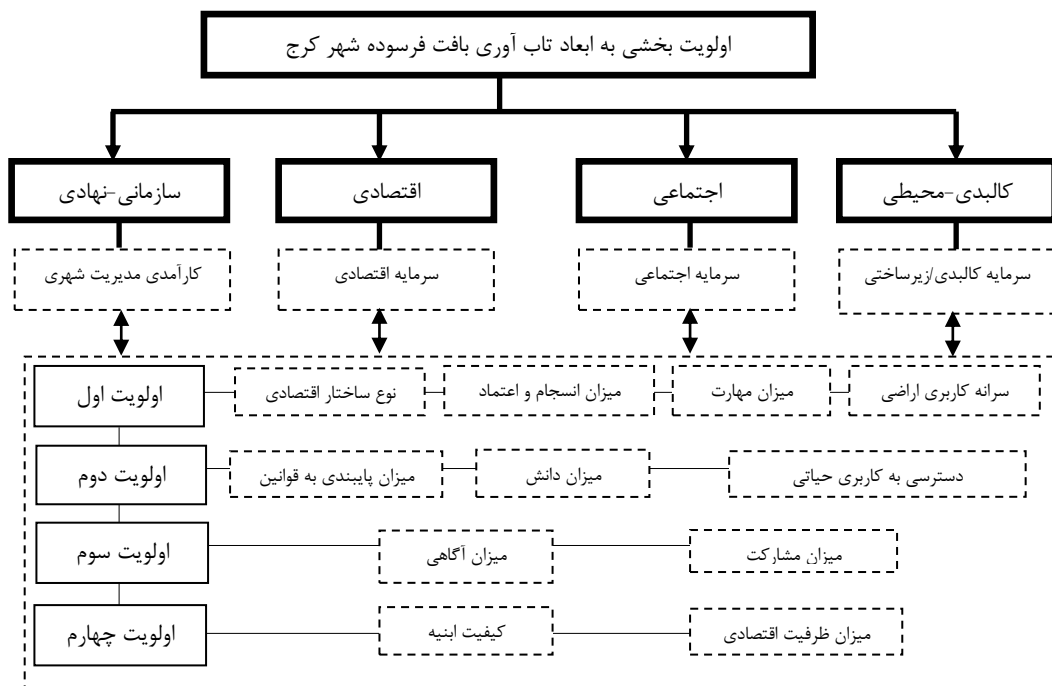 اولویت بخشی به ابعاد تاب آوری بافت فرسوده شهر کرج
کالبدی-محیطی
اجتماعی
اقتصادی
سازمانی-نهادی
سرمایه کالبدی/زیرساختی
سرمایه اجتماعی
سرمایه اقتصادی
کارآمدی مدیریت شهری
اولویت اول
نوع ساختار اقتصادی
میزان انسجام و اعتماد
میزان مهارت
سرانه کاربری اراضی
اولویت دوم
میزان پایبندی به قوانین
میزان دانش
دسترسی به کاربری حیاتی
اولویت سوم
میزان آگاهی
میزان مشارکت
اولویت چهارم
کیفیت ابنیه
میزان ظرفیت اقتصادی